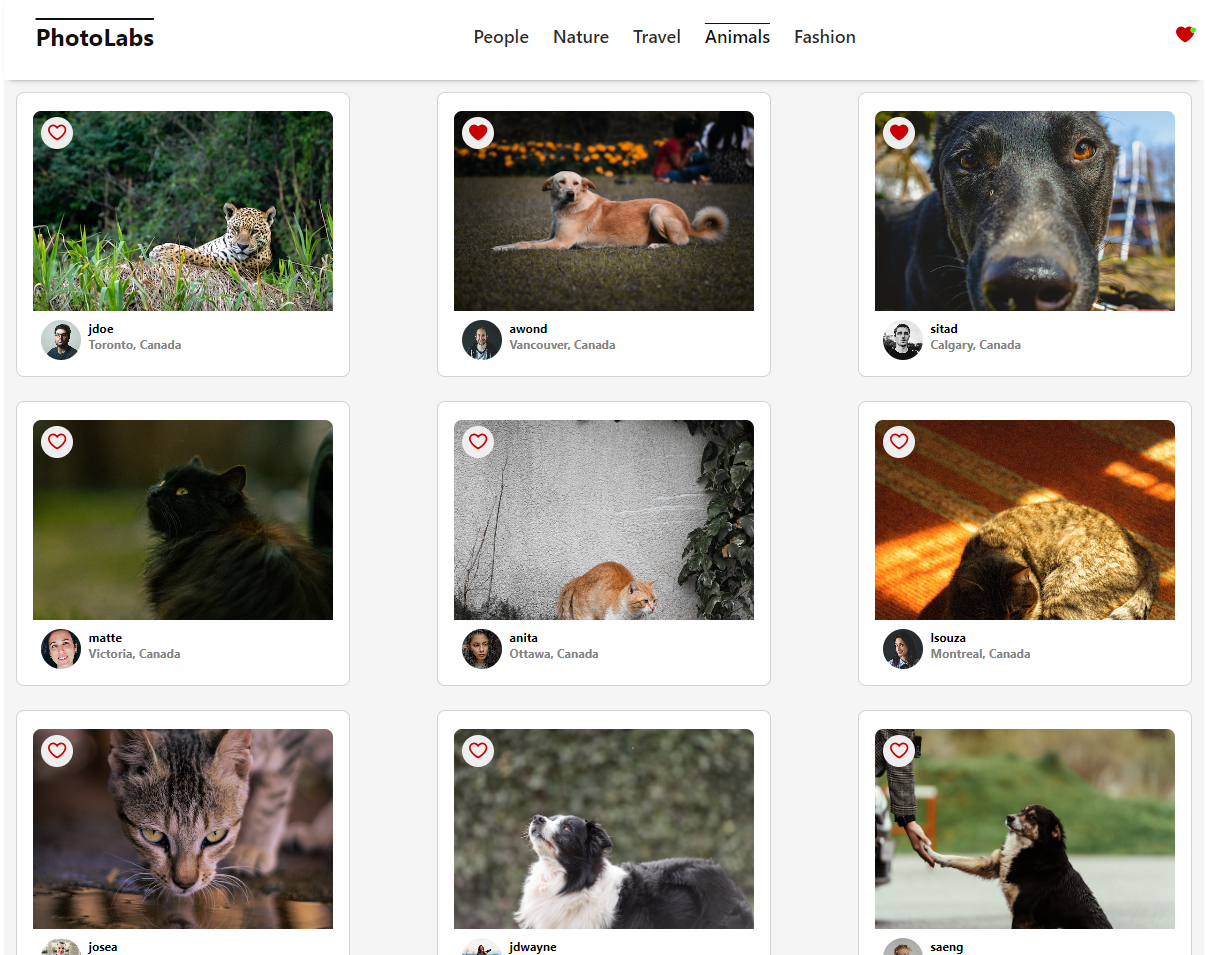 PhotoLabs
People
Nature
Travel
Animals
Fashion
jdoe
Toronto, Canada
awond
Vancouver, Canada
sitad
Calgary, Canada
matte
Victoria, Canada
anita
Ottawa, Canada
lsouza
Montreal, Canada
josea
jdwayne
saeng